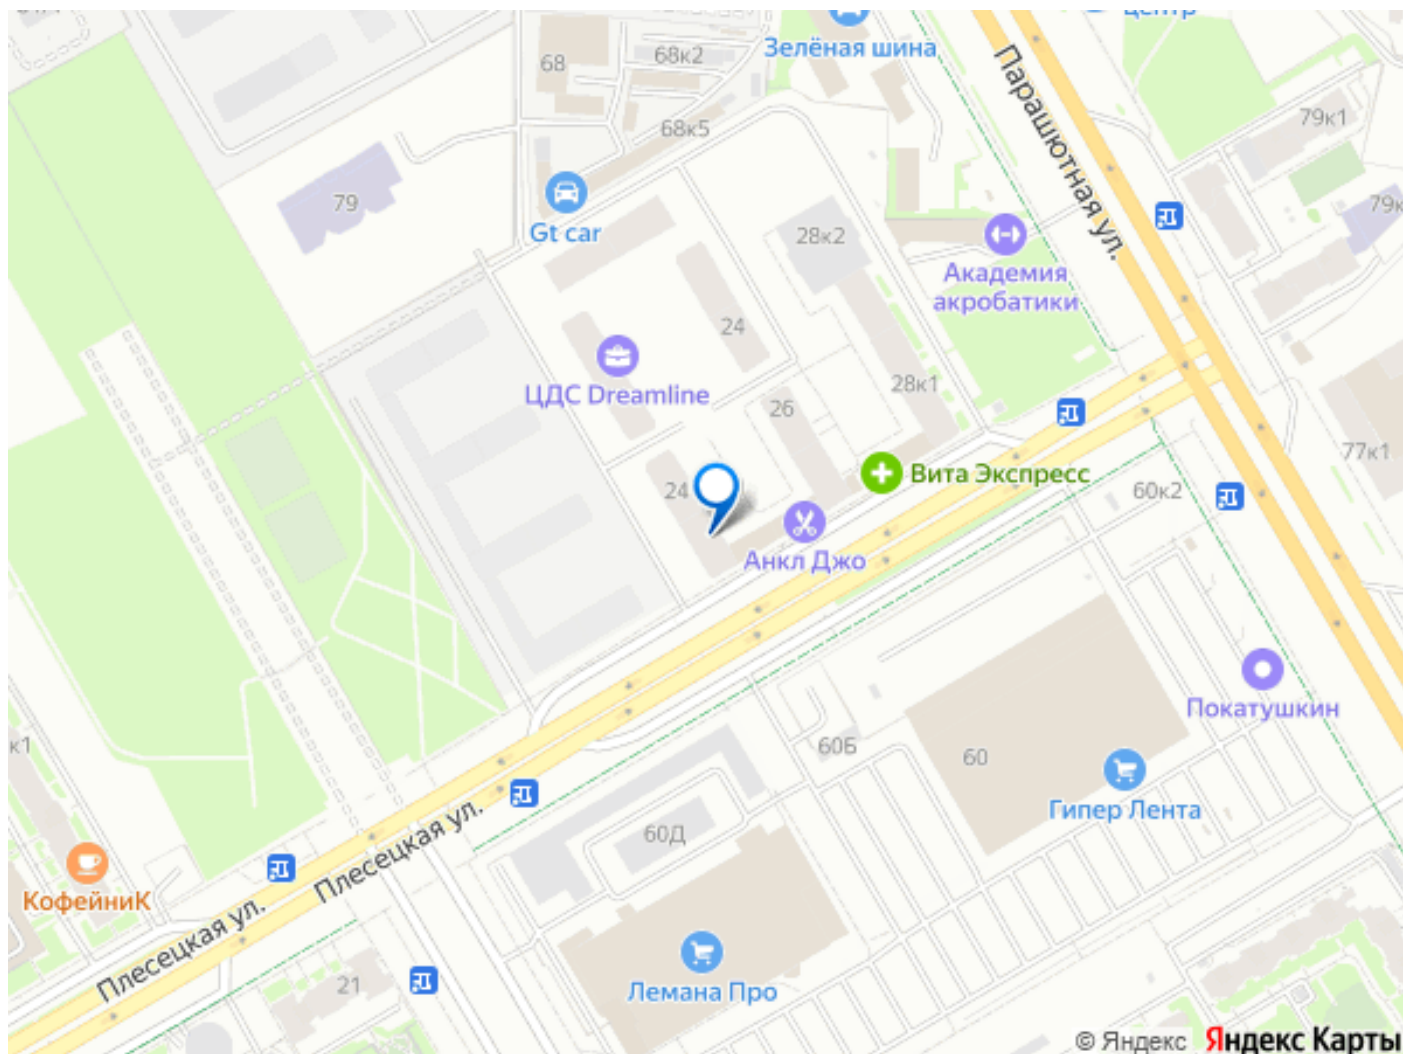 центр
Зелёная шина
68
68к2
Парашютная ул.
79к1
68к5
79
Gt car
28к2
Академия
акробатики
24
ЦДС Dreamline
28к1
26
77к1
Вита Экспресс
24
60к2
Анкл Джо
Покатушкин
к1
60Б
60
Гипер Лента
60Д
Плесецкая ул.
КофейниК
Плесецкая ул.
21
Лемана Про
© Яндекс Яндекс Карты